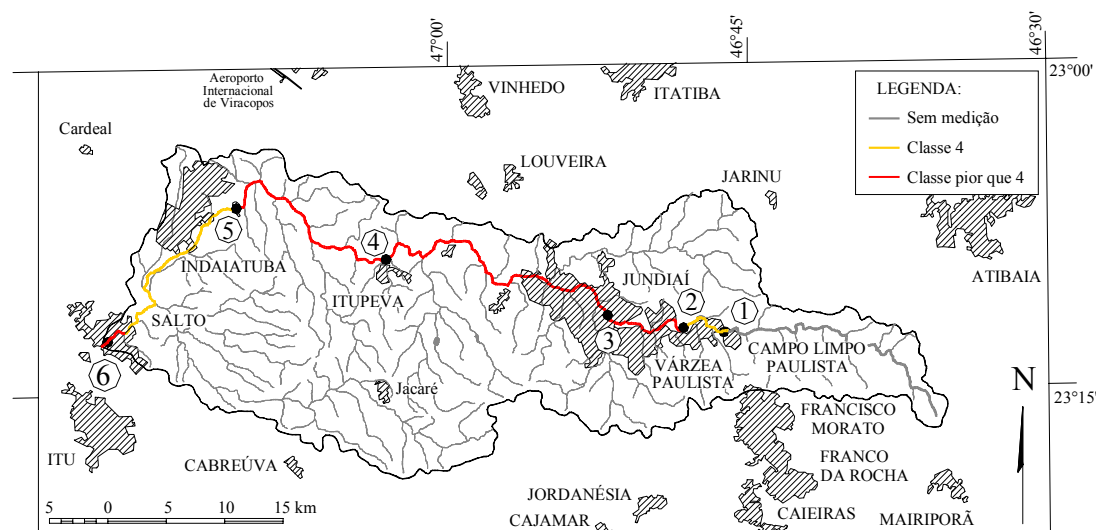 47°00'
46°45'
46°30'
23°00'
Aeroporto
Internacional
de Viracopos
VINHEDO
ITATIBA
LEGENDA:
Sem medição
Classe 4
Classe pior que 4
Cardeal
LOUVEIRA
JARINU
5
4
INDAIATUBA
ITUPEVA
JUNDIAÍ
ATIBAIA
2
1
SALTO
3
6
VÁRZEA
PAULISTA
CAMPO LIMPO
PAULISTA
N
Jacaré
23°15'
FRANCISCO
MORATO
ITU
CABREÚVA
FRANCO
DA ROCHA
JORDANÉSIA
CAJAMAR
CAIEIRAS
MAIRIPORÃ
5 0 5 10 15 km